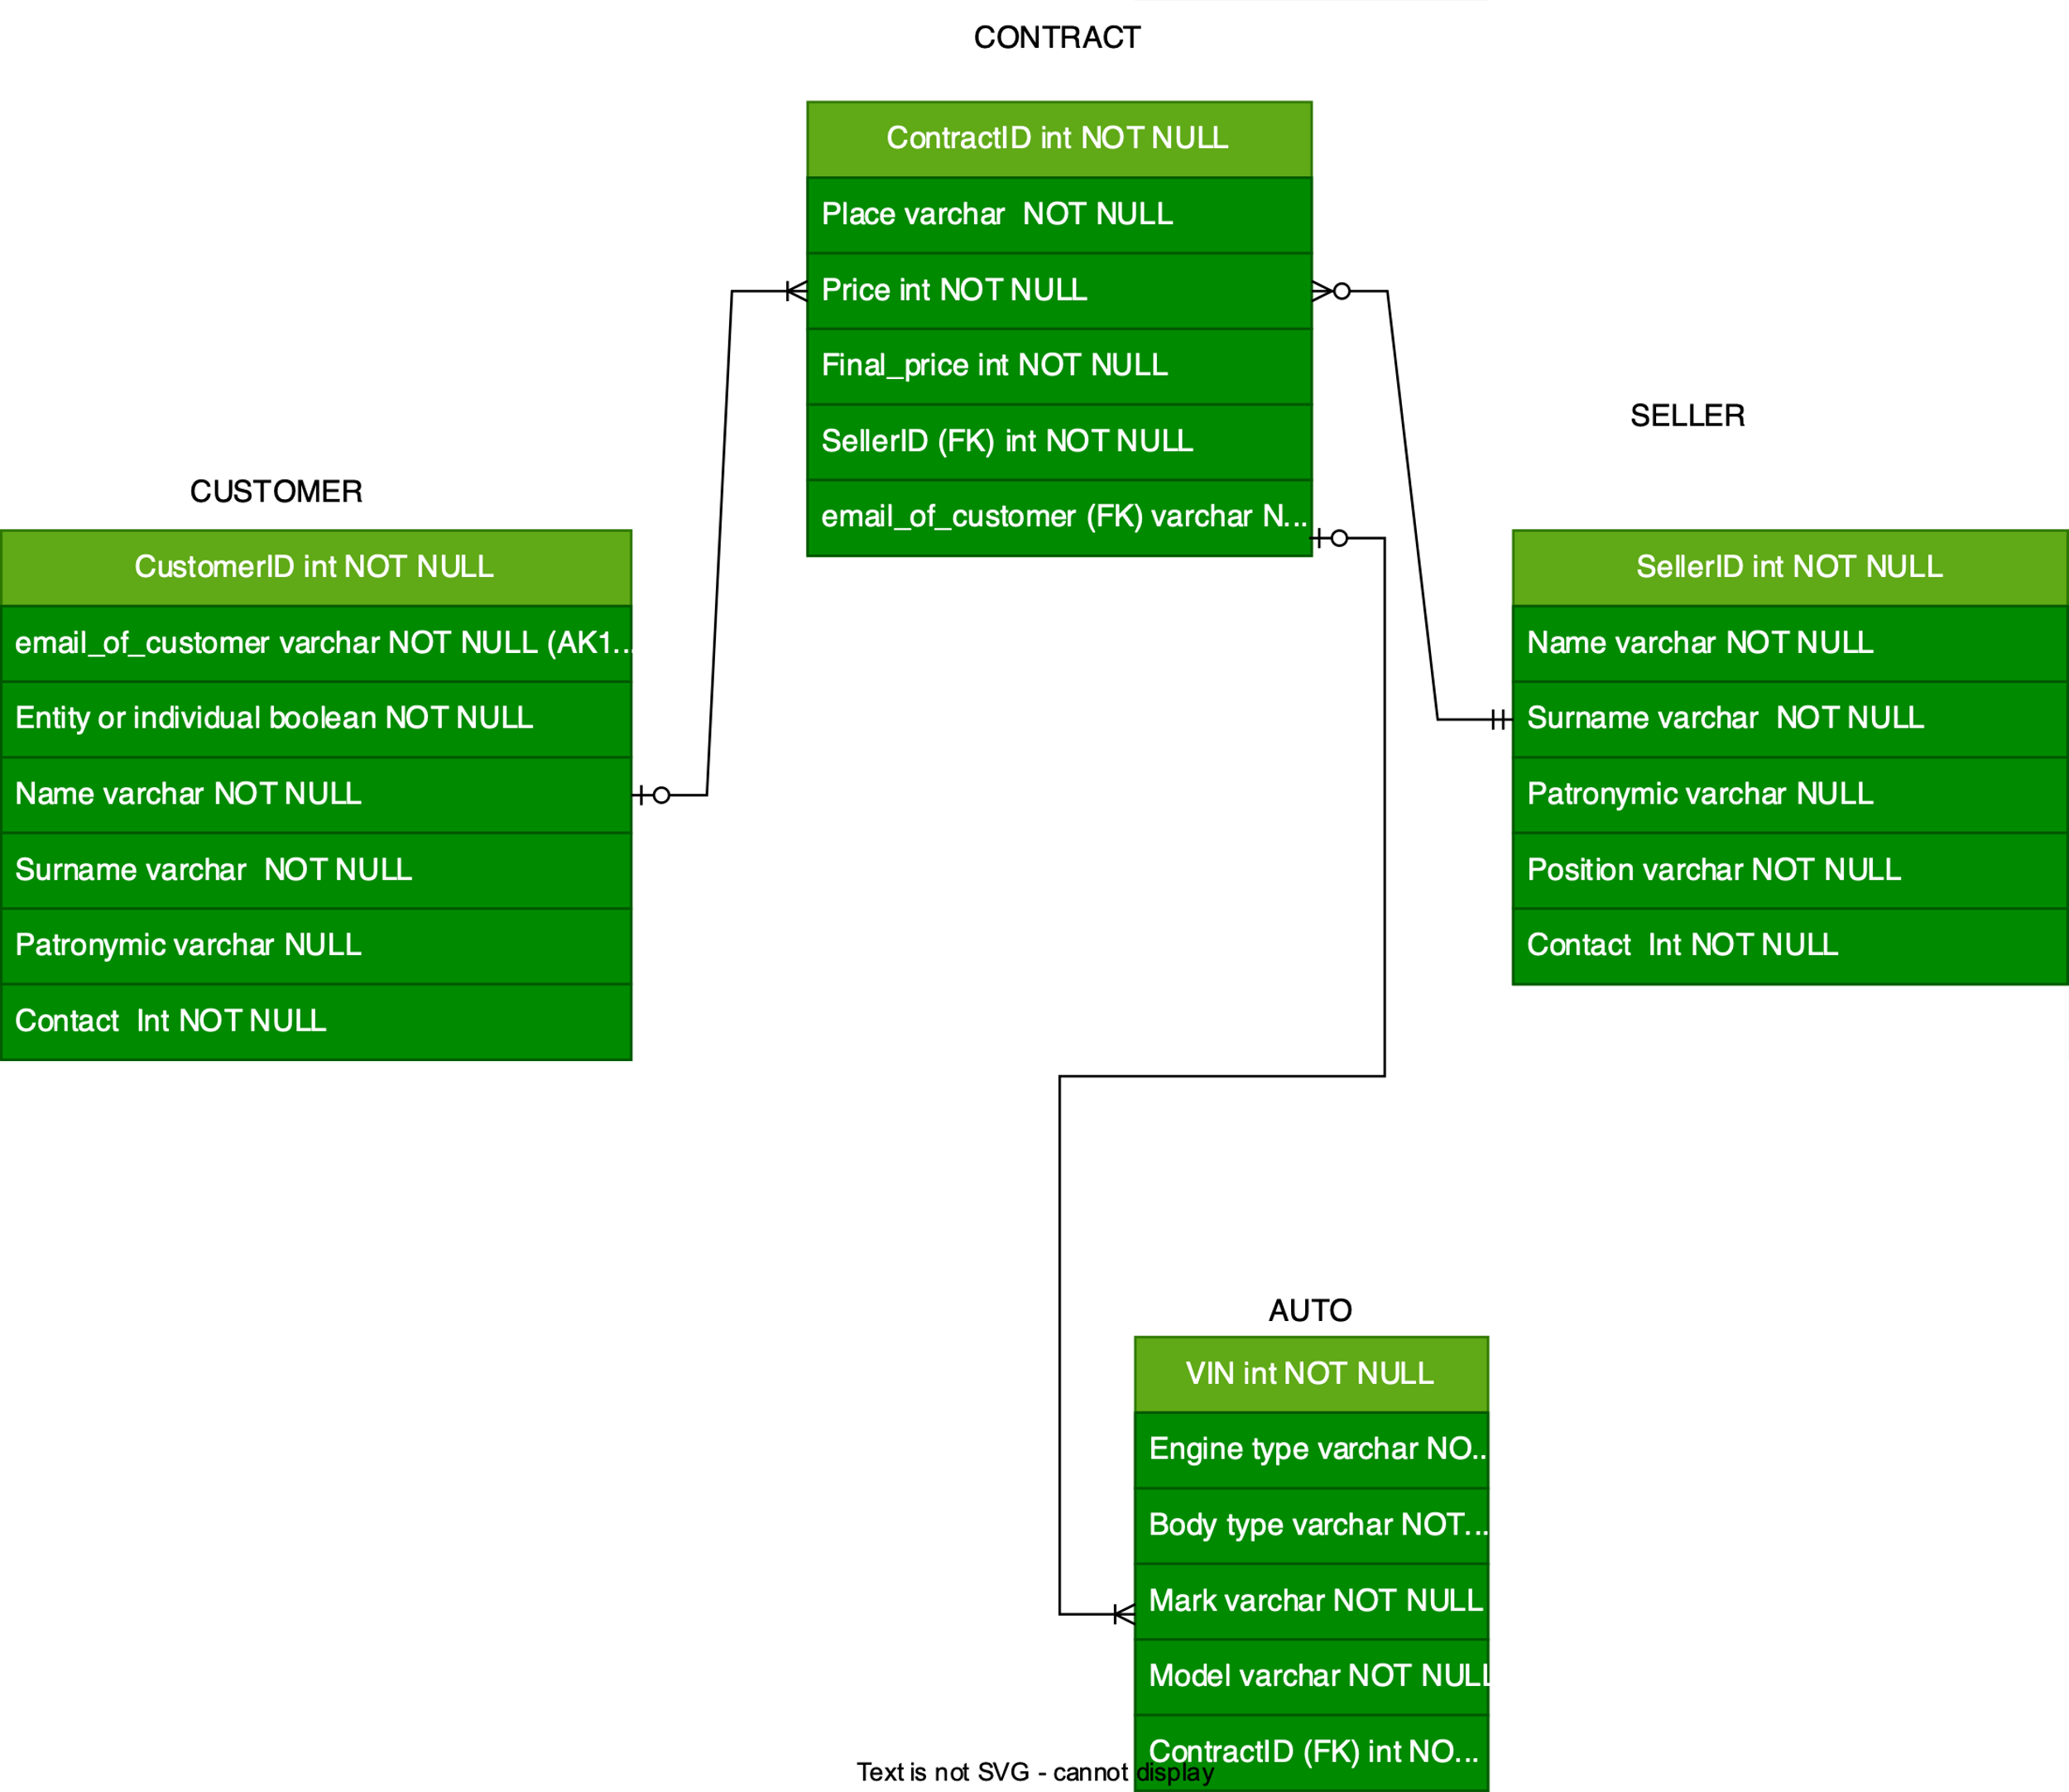 CONTRACT
ContractID int NOT NULL
Place varchar  NOT NULL
Price int NOT NULL
Final_price int NOT NULL
SellerID (FK) int NOT NULL
email_of_customer (FK) varchar N...
CUSTOMER
CustomerID int NOT NULL
email_of_customer varchar NOT NULL (AK1...
Entity or individual boolean NOT NULL
Name varchar NOT NULL
Surname varchar  NOT NULL
Patronymic varchar NULL
Contact  Int NOT NULL
SELLER
SellerID int NOT NULL
Name varchar NOT NULL
Surname varchar  NOT NULL
Patronymic varchar NULL
Position varchar NOT NULL
Contact  Int NOT NULL
AUTO
VIN int NOT NULL
Engine type varchar NO...
Body type varchar NOT...
Mark varchar NOT NULL
Model varchar NOT NULL
ContractID (FK) int NO...
Text is not SVG - cannot display